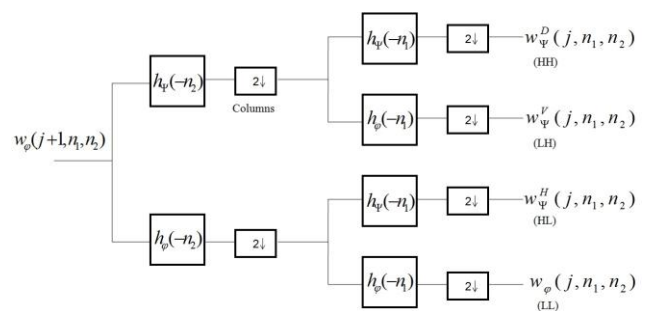 h_Ψ(−n₁) 2↓ w_Ψ^D(j, n₁, n₂)
(HH)
h_Ψ(−n₂) 2↓
Columns
h_φ(−n₁) 2↓ w_Ψ^V(j, n₁, n₂)
(LH)
w_φ(j+1,n₁,n₂)
h_Ψ(−n₁) 2↓ w_Ψ^H(j, n₁, n₂)
(HL)
h_φ(−n₂) 2↓
h_φ(−n₁) 2↓ w_φ(j, n₁, n₂)
(LL)